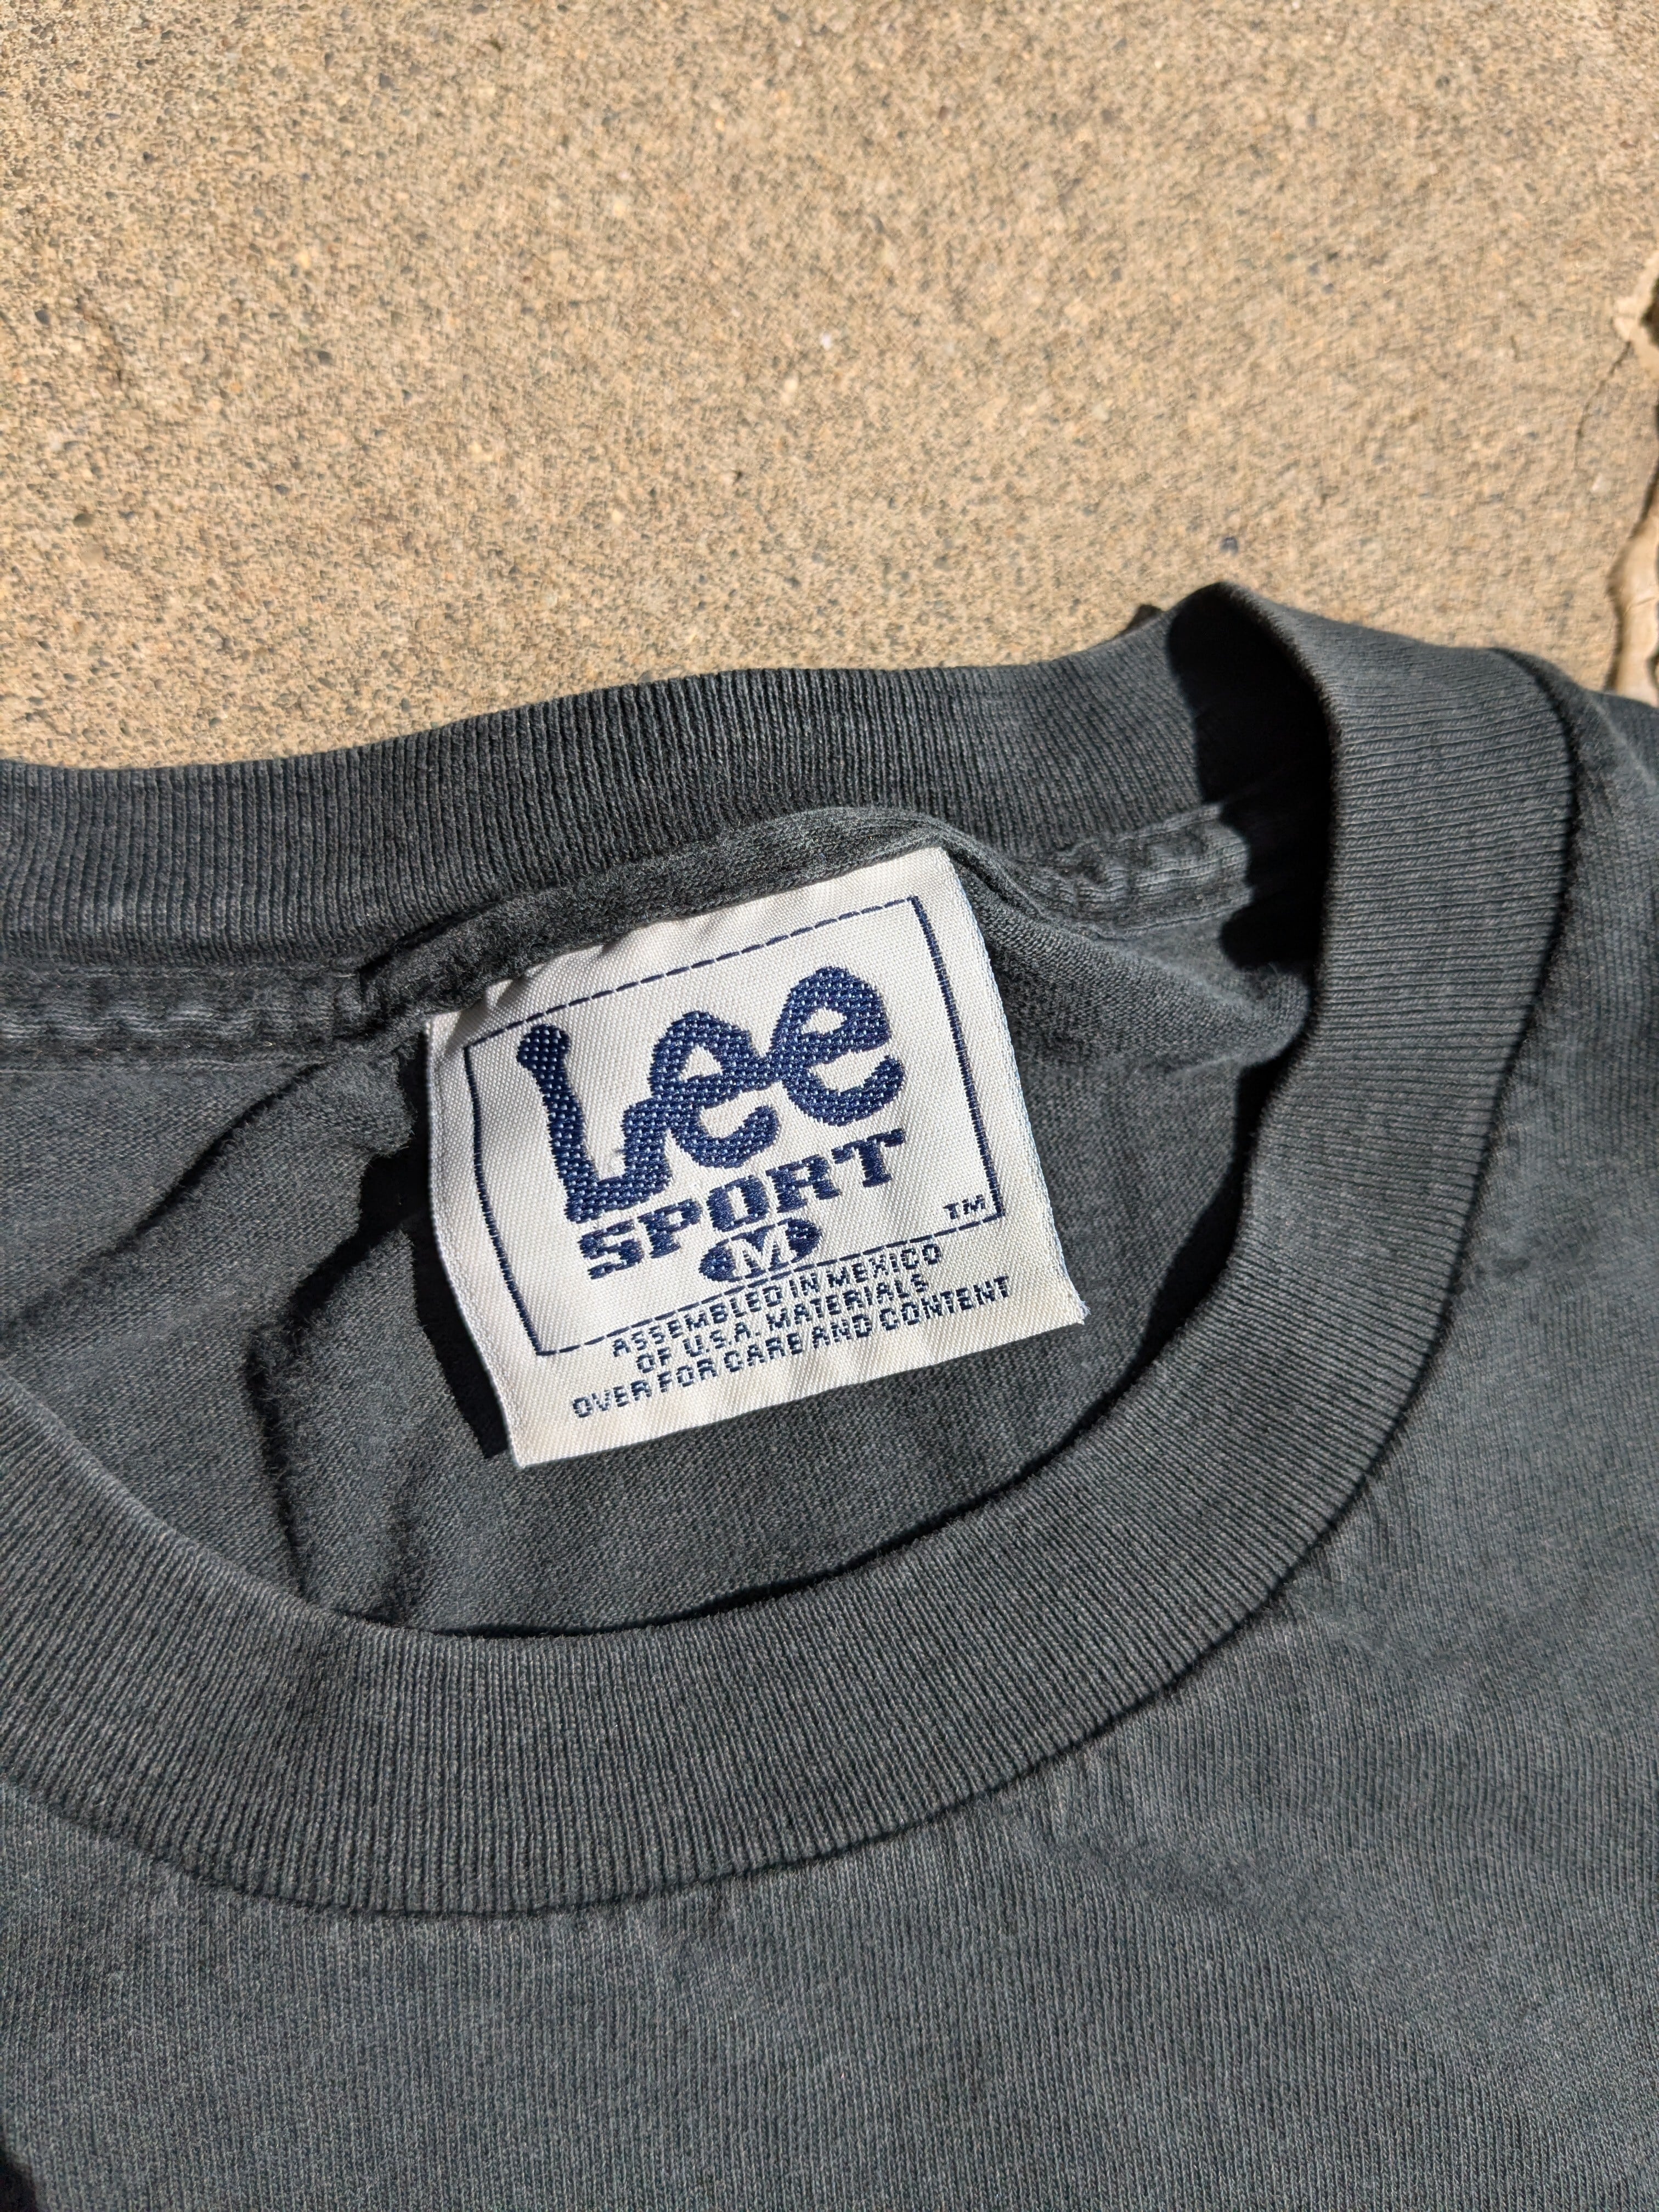 Lee
SPORT
TM
M
ASSEMBLED IN MEXICO
OF U.S.A. MATERIALS
OVER FOR CARE AND CONTENT